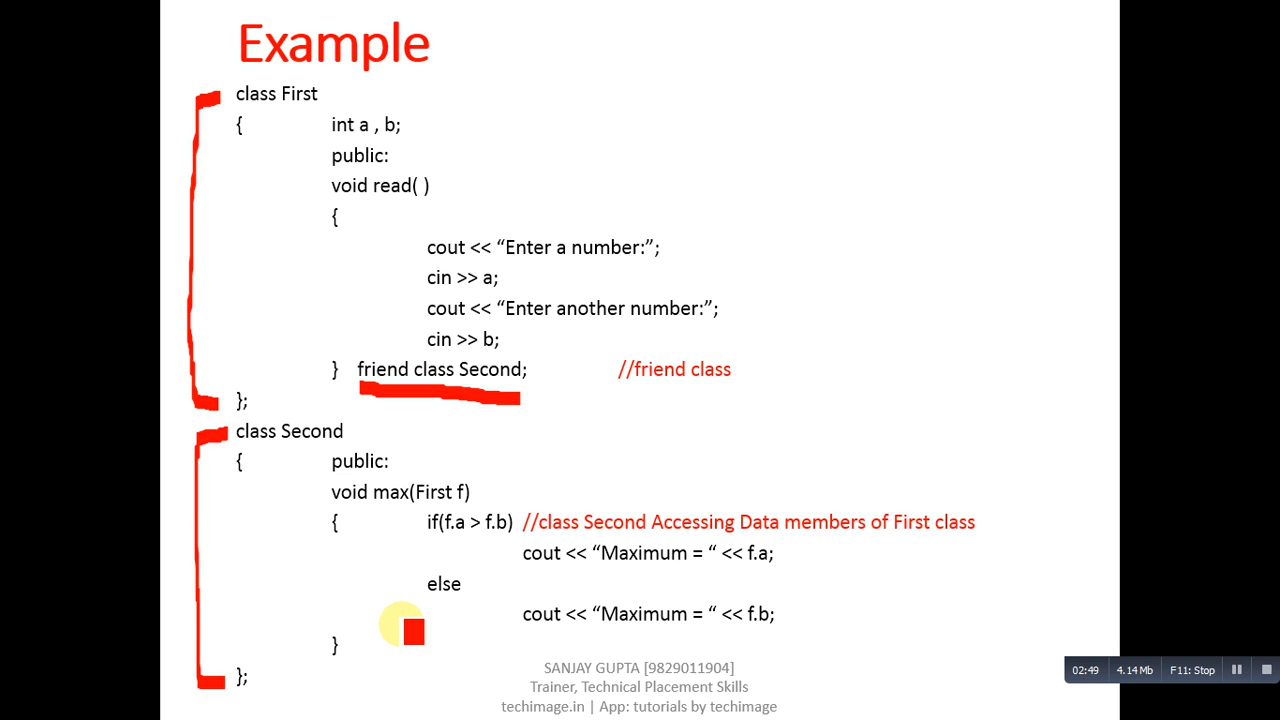 Example
class First
{ int a , b;
public:
void read( )
{
cout << “Enter a number:”;
cin >> a;
cout << “Enter another number:”;
cin >> b;
} friend class Second; //friend class
};
class Second
{ public:
void max(First f)
{ if(f.a > f.b) //class Second Accessing Data members of First class
cout << “Maximum = “ << f.a;
else
cout << “Maximum = “ << f.b;
}
};
SANJAY GUPTA [9829011904]
Trainer, Technical Placement Skills
techimage.in | App: tutorials by techimage
02:49 4.14 Mb F11: Stop